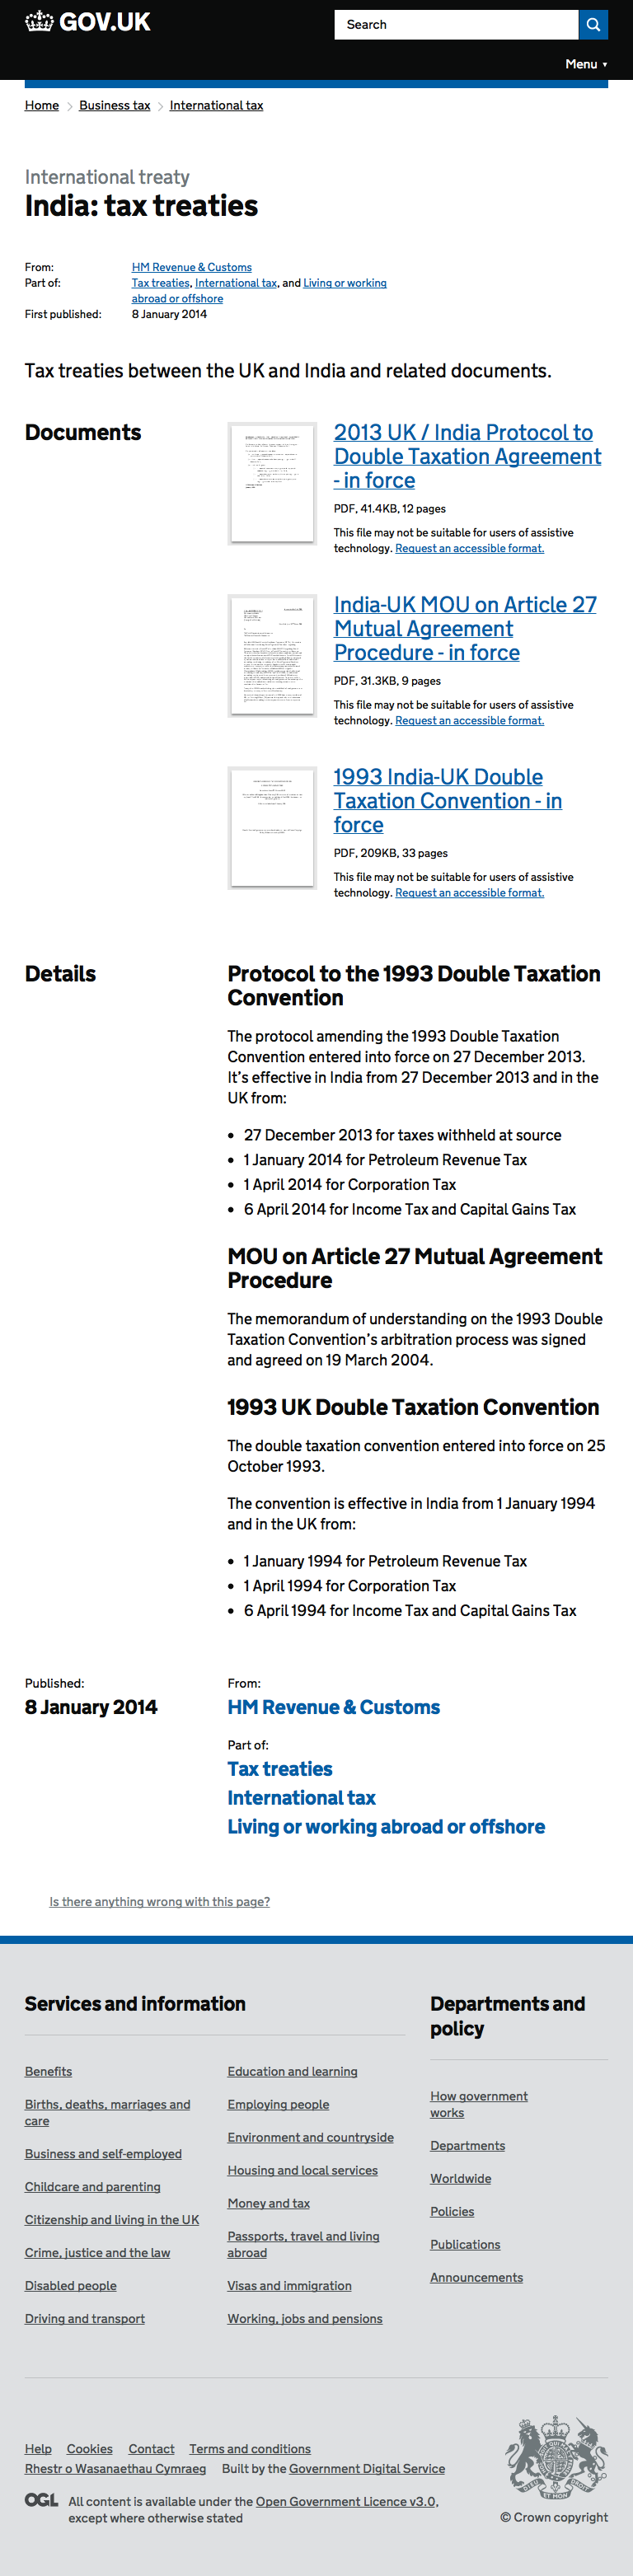 GOV.UK
Search
Menu ▼
Home > Business tax > International tax
International treaty
India: tax treaties
From: HM Revenue & Customs
Part of: Tax treaties, International tax, and Living or working
abroad or offshore
First published: 8 January 2014
Tax treaties between the UK and India and related documents.
Documents
2013 UK / India Protocol to
Double Taxation Agreement
- in force
PDF, 41.4KB, 12 pages
This file may not be suitable for users of assistive
technology. Request an accessible format.
India-UK MOU on Article 27
Mutual Agreement
Procedure - in force
PDF, 31.3KB, 9 pages
This file may not be suitable for users of assistive
technology. Request an accessible format.
1993 India-UK Double
Taxation Convention - in
force
PDF, 209KB, 33 pages
This file may not be suitable for users of assistive
technology. Request an accessible format.
Details
Protocol to the 1993 Double Taxation
Convention
The protocol amending the 1993 Double Taxation
Convention entered into force on 27 December 2013.
It's effective in India from 27 December 2013 and in the
UK from:
• 27 December 2013 for taxes withheld at source
• 1 January 2014 for Petroleum Revenue Tax
• 1 April 2014 for Corporation Tax
• 6 April 2014 for Income Tax and Capital Gains Tax
MOU on Article 27 Mutual Agreement
Procedure
The memorandum of understanding on the 1993 Double
Taxation Convention's arbitration process was signed
and agreed on 19 March 2004.
1993 UK Double Taxation Convention
The double taxation convention entered into force on 25
October 1993.
The convention is effective in India from 1 January 1994
and in the UK from:
• 1 January 1994 for Petroleum Revenue Tax
• 1 April 1994 for Corporation Tax
• 6 April 1994 for Income Tax and Capital Gains Tax
Published:
8 January 2014
From:
HM Revenue & Customs
Part of:
Tax treaties
International tax
Living or working abroad or offshore
Is there anything wrong with this page?
Services and information
Benefits
Births, deaths, marriages and
care
Business and self-employed
Childcare and parenting
Citizenship and living in the UK
Crime, justice and the law
Disabled people
Driving and transport
Education and learning
Employing people
Environment and countryside
Housing and local services
Money and tax
Passports, travel and living
abroad
Visas and immigration
Working, jobs and pensions
Departments and
policy
How government
works
Departments
Worldwide
Policies
Publications
Announcements
Help Cookies Contact Terms and conditions
Rhestr o Wasanaethau Cymraeg Built by the Government Digital Service
OGL All content is available under the Open Government Licence v3.0,
except where otherwise stated
© Crown copyright